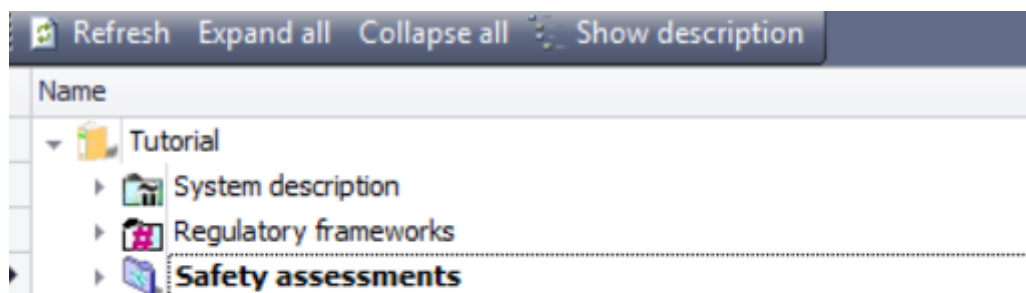 Refresh Expand all Collapse all Show description
Name
Tutorial
System description
Regulatory frameworks
Safety assessments